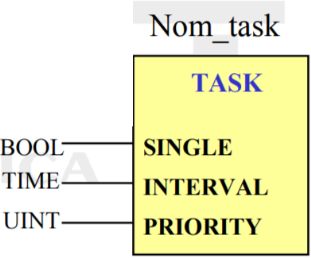 Nom_task
TASK
BOOL SINGLE
TIME INTERVAL
UINT PRIORITY